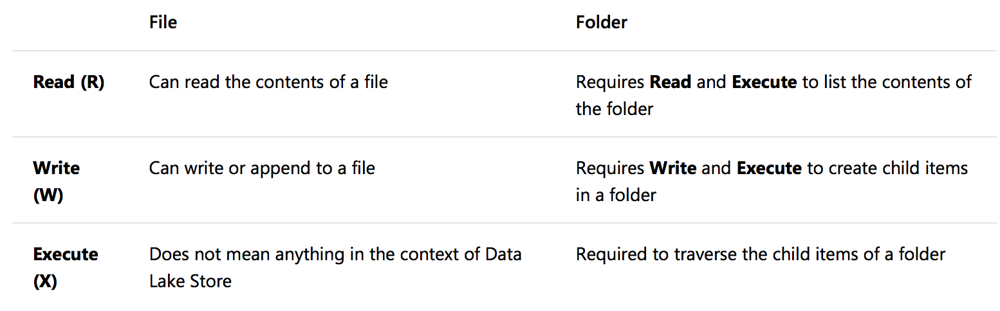 File Folder
Read (R) Can read the contents of a file Requires Read and Execute to list the contents of
the folder
Write Can write or append to a file Requires Write and Execute to create child items
(W) in a folder
Execute Does not mean anything in the context of Data Required to traverse the child items of a folder
(X) Lake Store